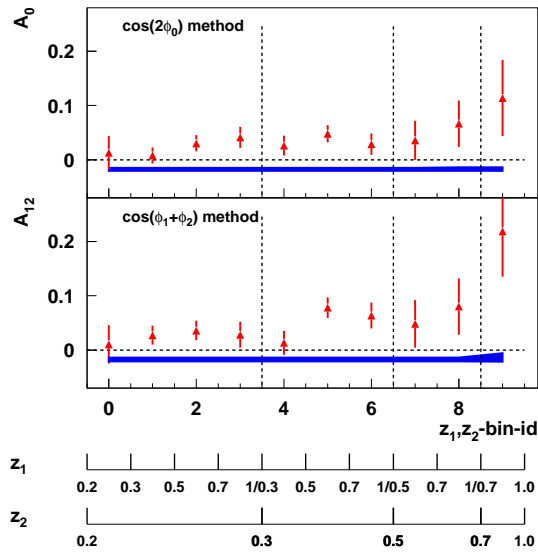 A0
cos(2ϕ0) method
0.2
0.1
0
A12
cos(ϕ1+ϕ2) method
0.2
0.1
0
0 2 4 6 8
z1,z2-bin-id
z1
0.2 0.3 0.5 0.7 1/0.3 0.5 0.7 1/0.5 0.7 1/0.7 1.0
z2
0.2 0.3 0.5 0.7 1.0